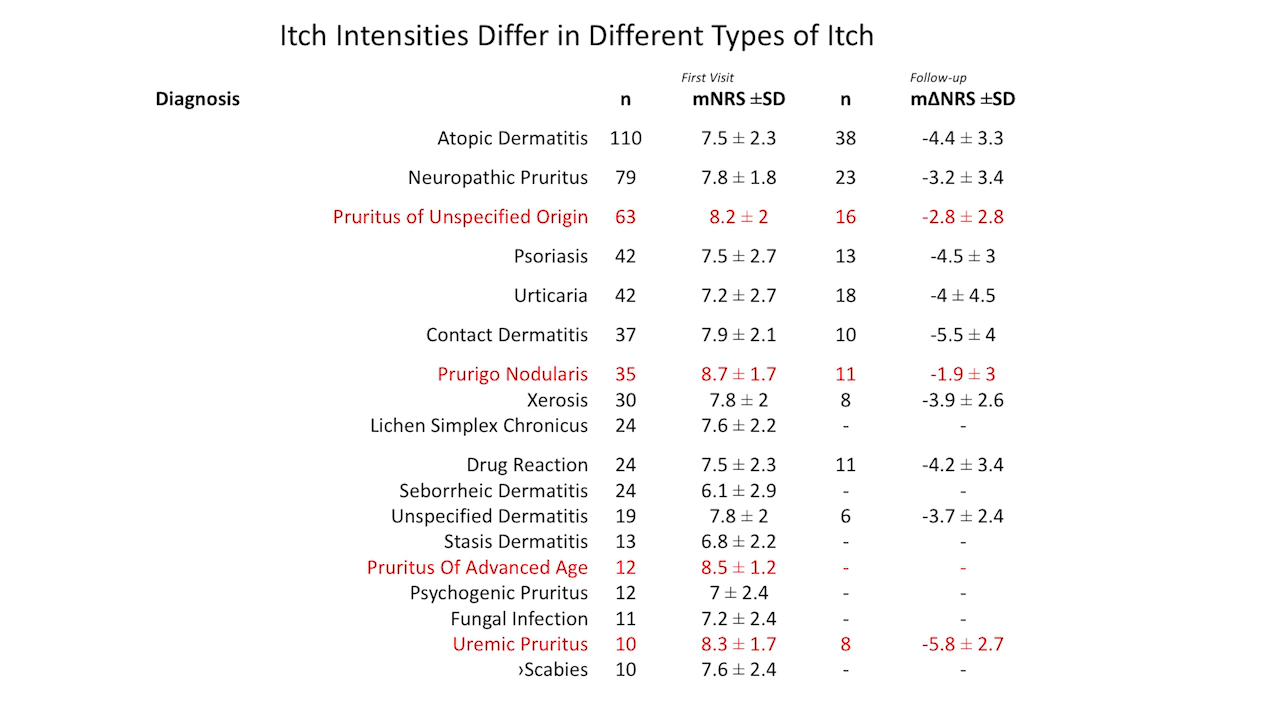 Itch Intensities Differ in Different Types of Itch
First Visit Follow-up
Diagnosis n mNRS ±SD n mΔNRS ±SD
Atopic Dermatitis 110 7.5 ± 2.3 38 -4.4 ± 3.3
Neuropathic Pruritus 79 7.8 ± 1.8 23 -3.2 ± 3.4
Pruritus of Unspecified Origin 63 8.2 ± 2 16 -2.8 ± 2.8
Psoriasis 42 7.5 ± 2.7 13 -4.5 ± 3
Urticaria 42 7.2 ± 2.7 18 -4 ± 4.5
Contact Dermatitis 37 7.9 ± 2.1 10 -5.5 ± 4
Prurigo Nodularis 35 8.7 ± 1.7 11 -1.9 ± 3
Xerosis 30 7.8 ± 2 8 -3.9 ± 2.6
Lichen Simplex Chronicus 24 7.6 ± 2.2 - -
Drug Reaction 24 7.5 ± 2.3 11 -4.2 ± 3.4
Seborrheic Dermatitis 24 6.1 ± 2.9 - -
Unspecified Dermatitis 19 7.8 ± 2 6 -3.7 ± 2.4
Stasis Dermatitis 13 6.8 ± 2.2 - -
Pruritus Of Advanced Age 12 8.5 ± 1.2 - -
Psychogenic Pruritus 12 7 ± 2.4 - -
Fungal Infection 11 7.2 ± 2.4 - -
Uremic Pruritus 10 8.3 ± 1.7 8 -5.8 ± 2.7
›Scabies 10 7.6 ± 2.4 - -